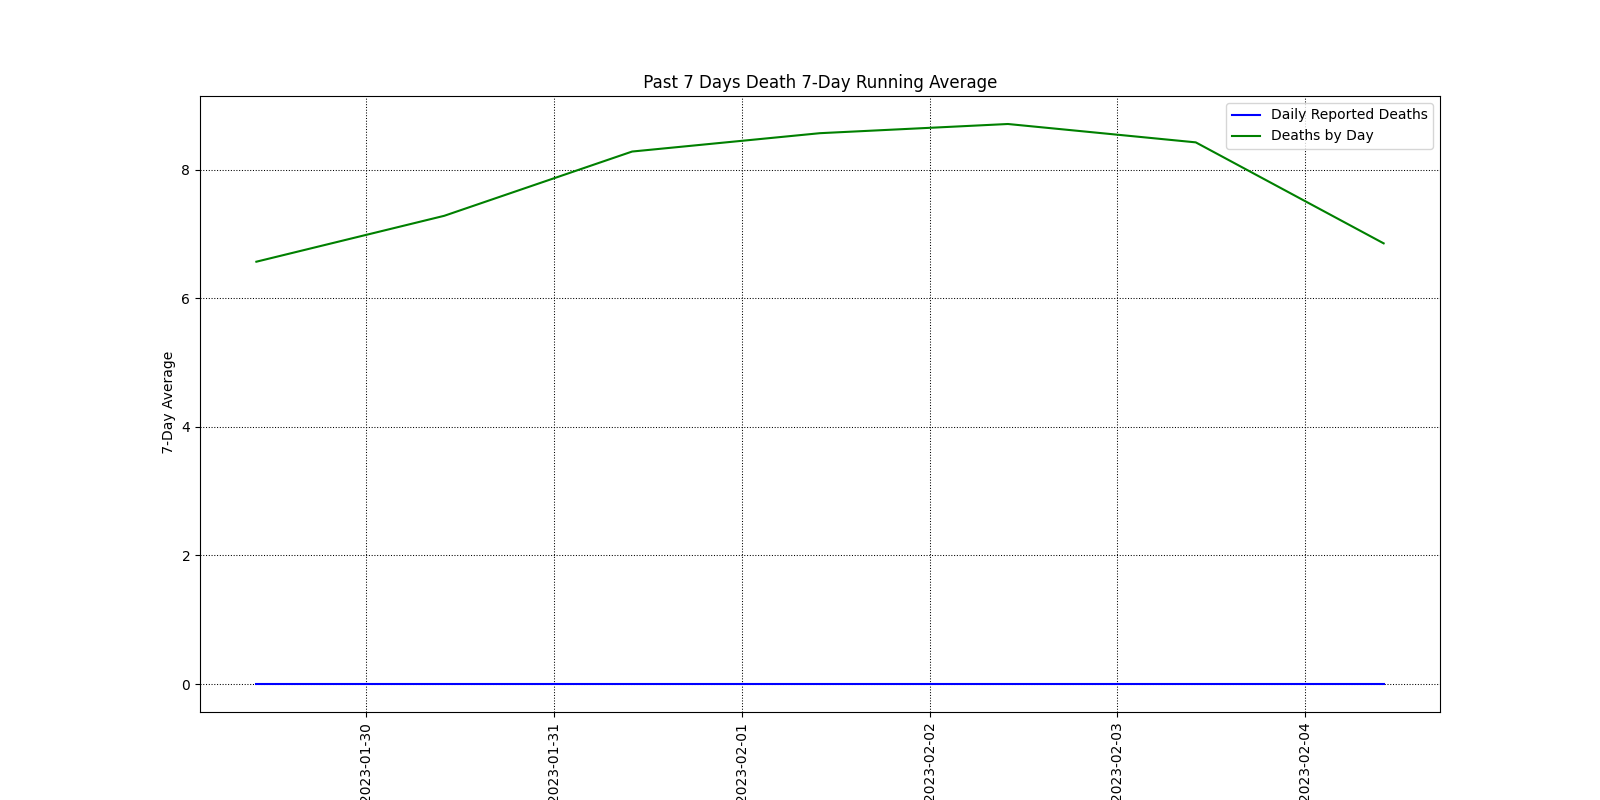 Past 7 Days Death 7-Day Running Average
Daily Reported Deaths
Deaths by Day
7-Day Average
8
6
4
2
0
2023-01-30
2023-01-31
2023-02-01
2023-02-02
2023-02-03
2023-02-04